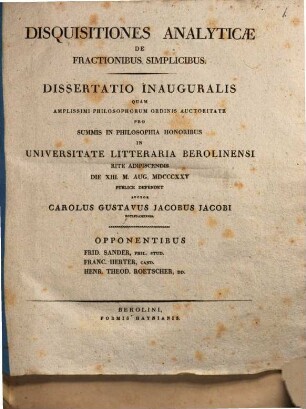 DISQUISITIONES ANALYTICÆ
DE
FRACTIONIBUS SIMPLICIBUS.
DISSERTATIO INAUGURALIS
QUAM
AMPLISSIMI PHILOSOPHORUM ORDINIS AUCTORITATE
PRO
SUMMIS IN PHILOSOPHIA HONORIBUS
IN
UNIVERSITATE LITTERARIA BEROLINENSI
RITE ADIPISCENDIS
DIE XIII. M. AUG. MDCCCXXV
PUBLICE DEFENDET
AUCTOR
CAROLUS GUSTAVUS JACOBUS JACOBI
OPPONENTIBUS
FRID. SANDER, PHIL. STUD.
FRANC. HERTER, CAND.
HENR. THEOD. ROETSCHER, DD.
BEROLINI,
FORMIS HAYNIANIS.